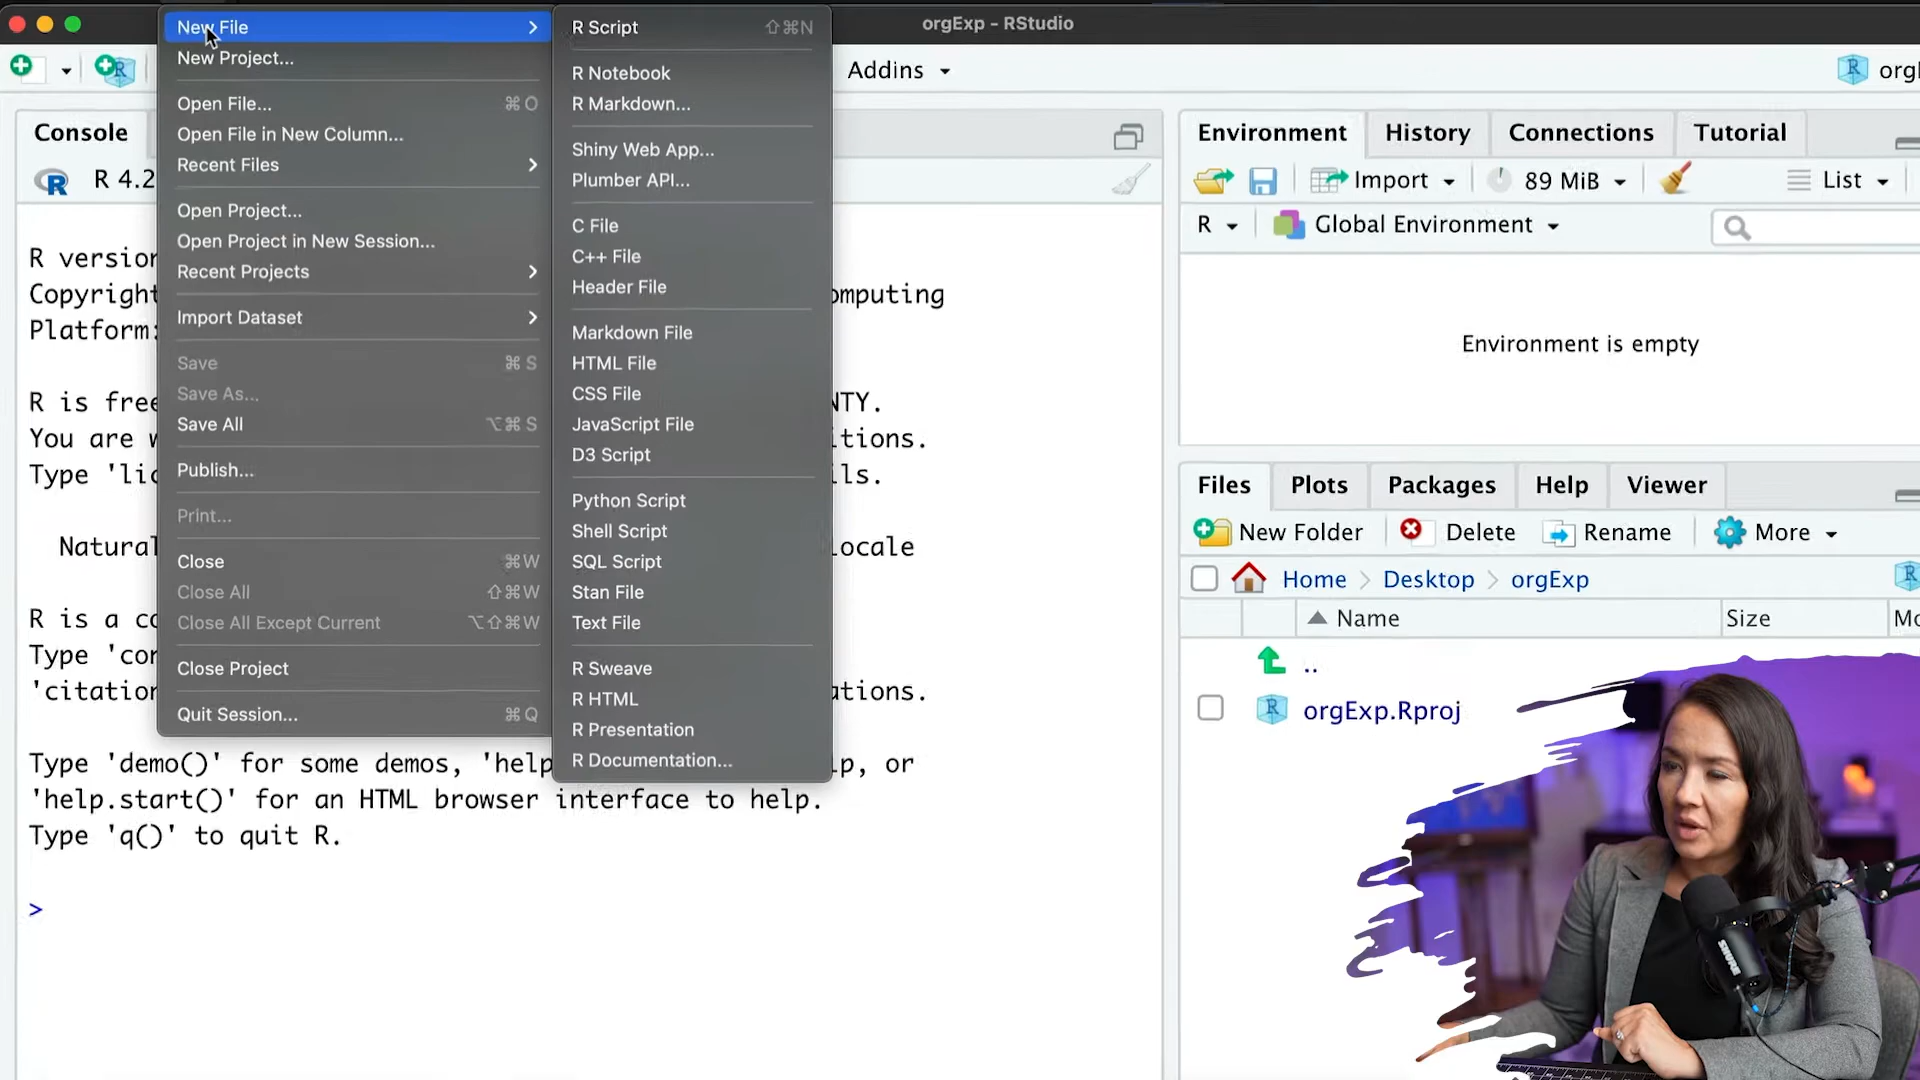 orgExp - RStudio
New File
New Project...
Open File... ⌘ O
Open File in New Column...
Recent Files
Open Project...
Open Project in New Session...
Recent Projects
Import Dataset
Save ⌘ S
Save As...
Save All ⌥⌘ S
Publish...
Print...
Close ⌘W
Close All ⇧⌘W
Close All Except Current ⌥⇧⌘W
Close Project
Quit Session... ⌘Q
R Script ⇧⌘N
R Notebook
R Markdown...
Shiny Web App...
Plumber API...
C File
C++ File
Header File
Markdown File
HTML File
CSS File
JavaScript File
D3 Script
Python Script
Shell Script
SQL Script
Stan File
Text File
R Sweave
R HTML
R Presentation
R Documentation...
Addins
Console
R 4.2
R version
Copyright omputing
Platform:
R is free NTY.
You are w itions.
Type 'lic ils.
Natural locale
R is a co
Type 'con
'citation ations.
Type 'demo()' for some demos, 'help lp, or
'help.start()' for an HTML browser interface to help.
Type 'q()' to quit R.
>
Environment History Connections Tutorial
Import 89 MiB List
R Global Environment
Environment is empty
Files Plots Packages Help Viewer
New Folder Delete Rename More
Home Desktop orgExp
Name Size
..
orgExp.Rproj
SHURE